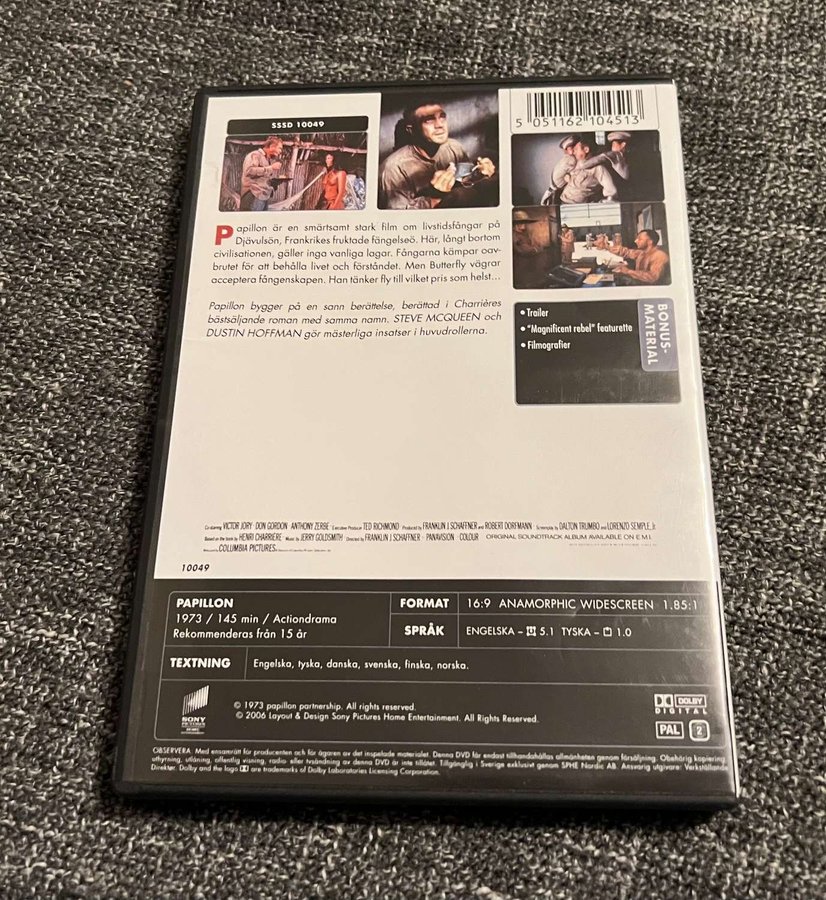 SSSD 10049
5 051162 104513
Papillon är en smärtsamt stark film om livstidsfångar på
Djävulsön, Frankrikes fruktade fängelseö. Här, långt bortom
civilisationen, gäller inga vanliga lagar. Fångarna kämpar oav-
brutet för att behålla livet och förståndet. Men Butterfly vägrar
acceptera fångenskapen. Han tänker fly till vilket pris som helst...
Papillon bygger på en sann berättelse, berättad i Charrières
bästsäljande roman med samma namn. STEVE MCQUEEN och
DUSTIN HOFFMAN gör mästerliga insatser i huvudrollerna.
• Trailer
• "Magnificent rebel" featurette
• Filmografier
BONUS-
MATERIAL
Co-starring VICTOR JORY · DON GORDON · ANTHONY ZERBE · Executive Producer TED RICHMOND Produced by FRANKLIN J. SCHAFFNER and ROBERT DORFMANN Screenplay by DALTON TRUMBO and LORENZO SEMPLE, Jr.
Based on the book by HENRI CHARRIERE Music by JERRY GOLDSMITH Directed by FRANKLIN J. SCHAFFNER · PANAVISION · COLOUR ORIGINAL SOUNDTRACK ALBUM AVAILABLE ON E.M.I.
COLUMBIA PICTURES
10049
PAPILLON
1973 / 145 min / Actiondrama
Rekommenderas från 15 år
FORMAT 16:9 ANAMORPHIC WIDESCREEN 1.85:1
SPRÅK ENGELSKA – 5.1 TYSKA – 1.0
TEXTNING Engelska, tyska, danska, svenska, finska, norska.
SONY
PICTURES
© 1973 papillon partnership. All rights reserved.
© 2006 Layout & Design Sony Pictures Home Entertainment. All Rights Reserved.
DOLBY
DIGITAL
PAL 2
OBSERVERA. Med ensamrätt för producenten och för ägaren av det inspelade materialet. Denna DVD får endast tillhandahållas allmänheten genom försäljning. Obehörig kopiering,
uthyrning, utlåning, offentlig visning, radio eller tvsändning av denna DVD är inte tillåtet. Tillgänglig i Sverige exklusivt genom SPHE Nordic AB. Ansvarig utgivare: Verkställande
Direktør. Dolby and the logo are trademarks of Dolby Laboratories Licensing Corporation.